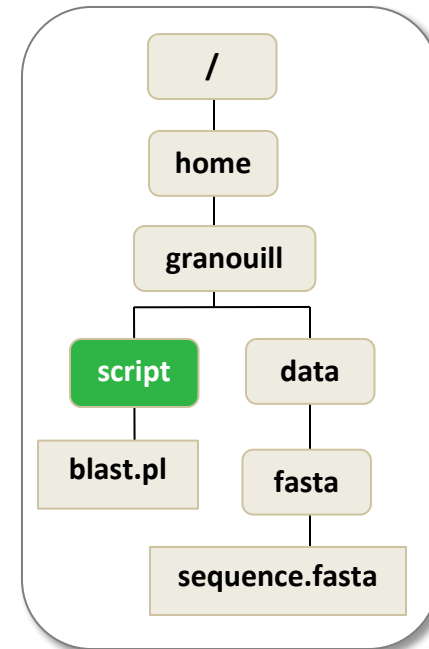 /
home
granouill
script data
blast.pl
fasta
sequence.fasta